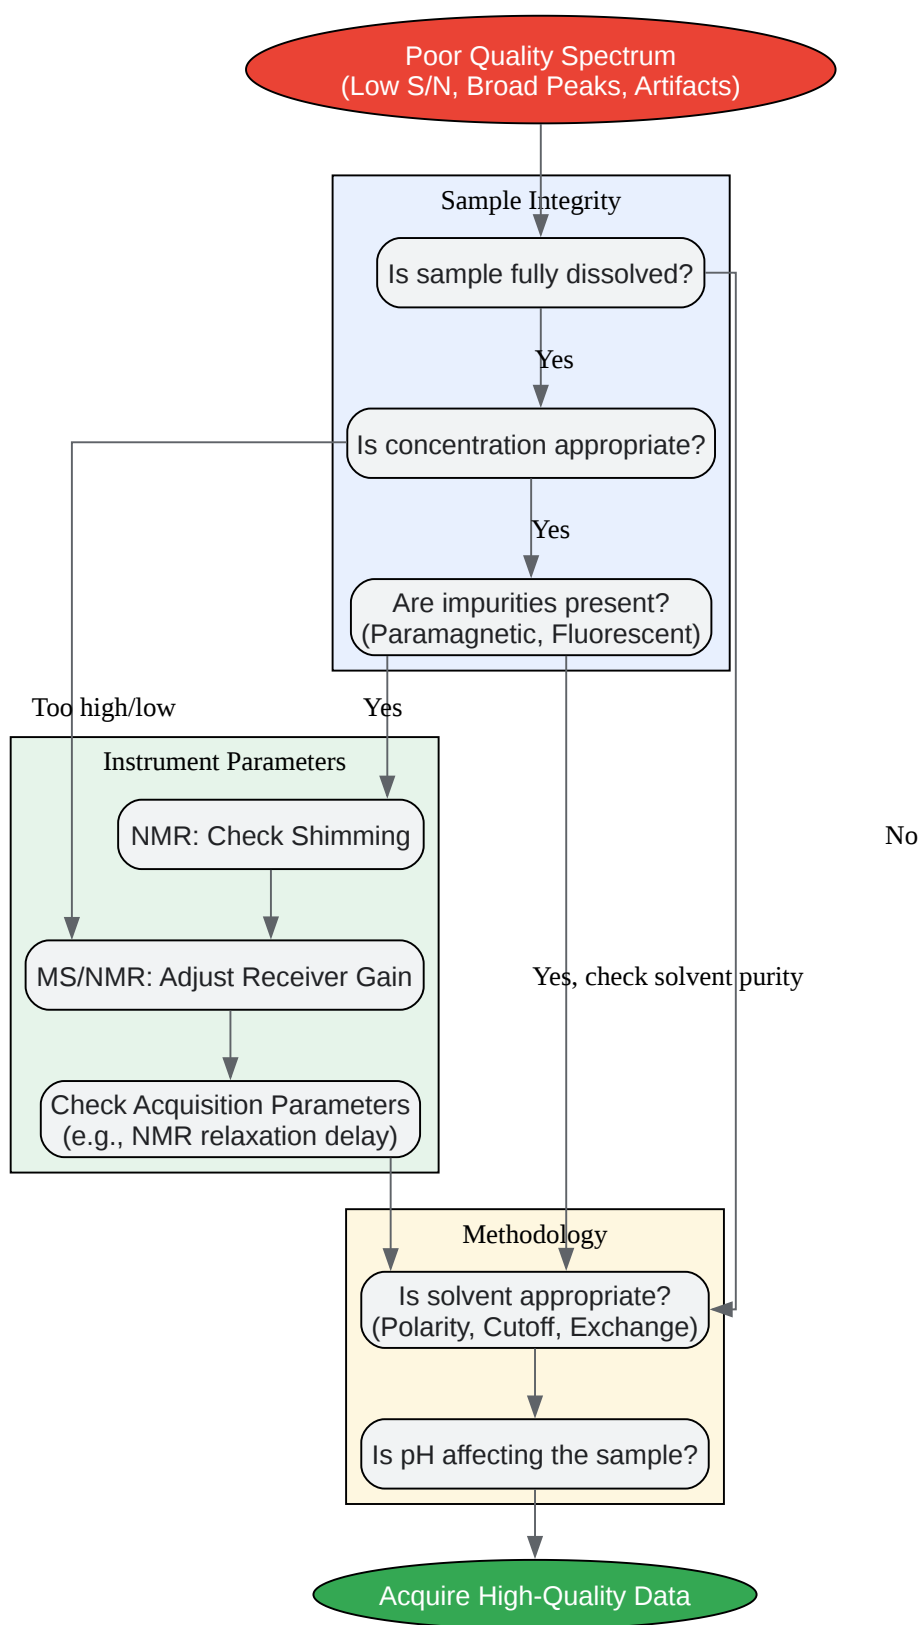 Poor Quality Spectrum
(Low S/N, Broad Peaks, Artifacts)
Sample Integrity
Is sample fully dissolved?
Yes
Is concentration appropriate?
Yes
Are impurities present?
(Paramagnetic, Fluorescent)
Too high/low
Yes
Instrument Parameters
NMR: Check Shimming
No
MS/NMR: Adjust Receiver Gain
Yes, check solvent purity
Check Acquisition Parameters
(e.g., NMR relaxation delay)
Methodology
Is solvent appropriate?
(Polarity, Cutoff, Exchange)
Is pH affecting the sample?
Acquire High-Quality Data